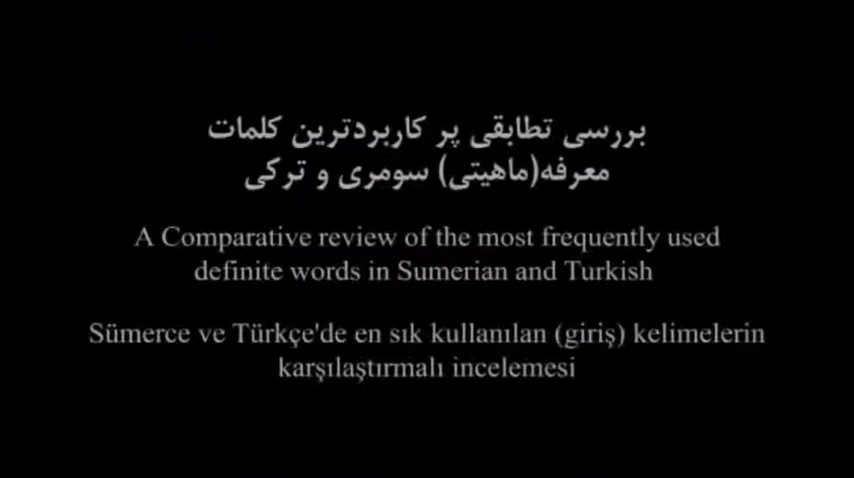 بررسی تطابقی پر کاربردترین کلمات
معرفه(ماهیتی) سومری و ترکی
A Comparative review of the most frequently used
definite words in Sumerian and Turkish
Sümerce ve Türkçe'de en sık kullanılan (giriş) kelimelerin
karşılaştırmalı incelemesi